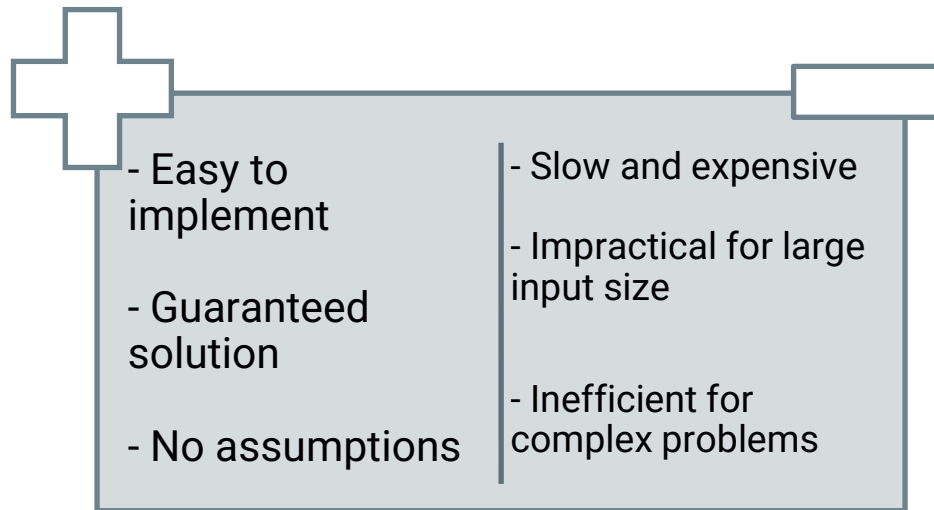 - Easy to
implement
- Guaranteed
solution
- No assumptions
- Slow and expensive
- Impractical for large
input size
- Inefficient for
complex problems